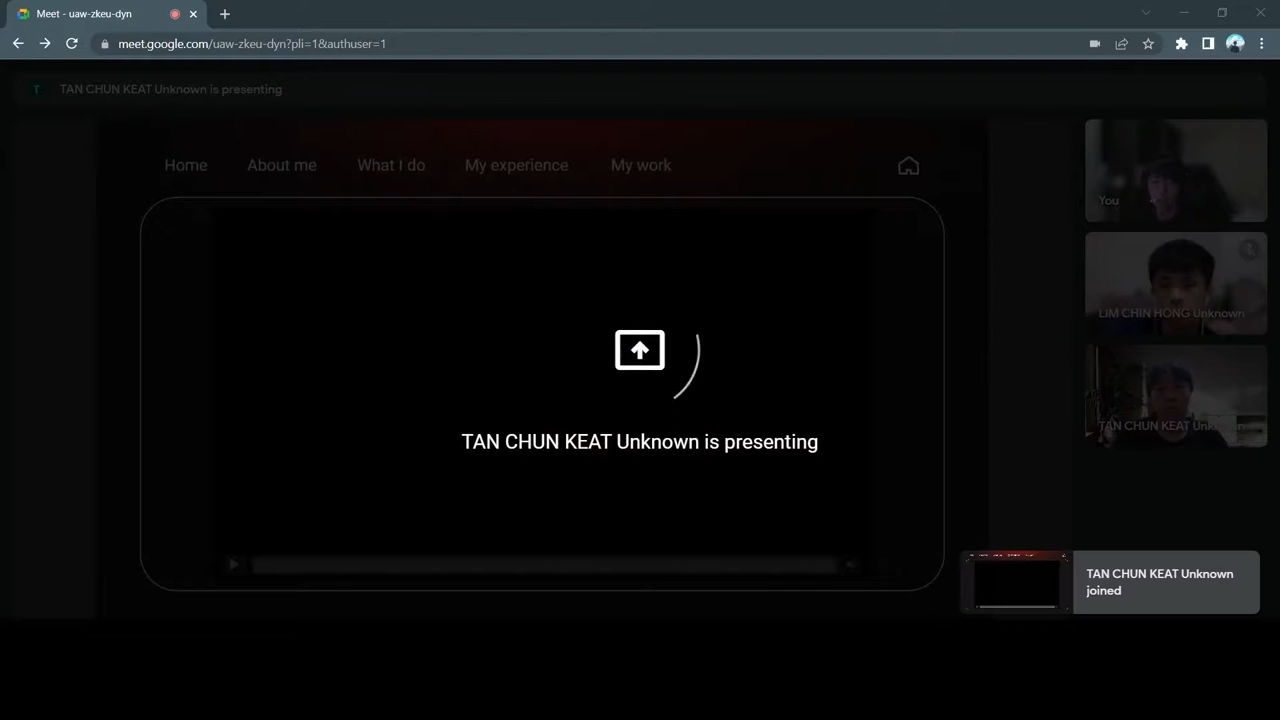 Meet - uaw-zkeu-dyn
meet.google.com/uaw-zkeu-dyn?pli=1&authuser=1
T
TAN CHUN KEAT Unknown is presenting
Home About me What I do My experience My work
You
LIM CHIN HONG Unknown
TAN CHUN KEAT Unknown
TAN CHUN KEAT Unknown is presenting
TAN CHUN KEAT Unknown
joined